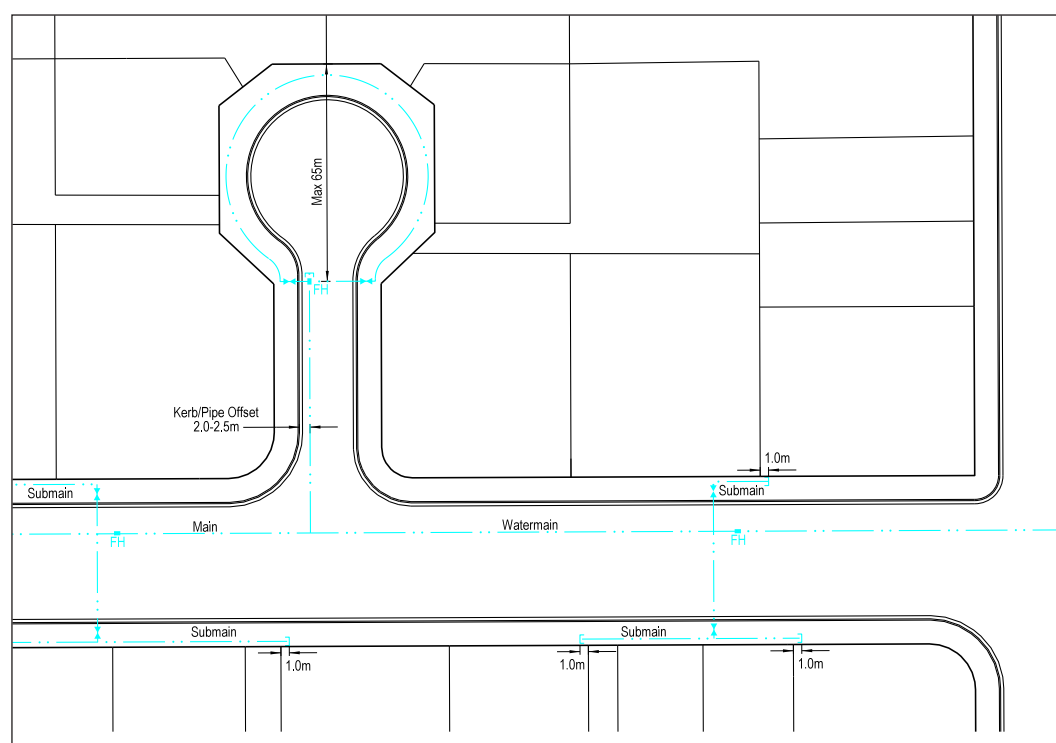 Max 65m
FH
Kerb/Pipe Offset
2.0-2.5m
1.0m
Submain
Submain
Main
Watermain
FH
FH
Submain
Submain
1.0m
1.0m
1.0m